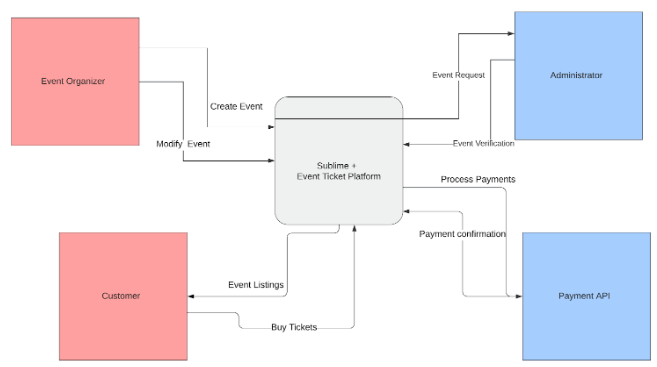 Event Organizer
Administrator
Event Request
Create Event
Modify Event
Event Verification
Sublime +
Event Ticket Platform
Process Payments
Payment confirmation
Event Listings
Customer
Payment API
Buy Tickets